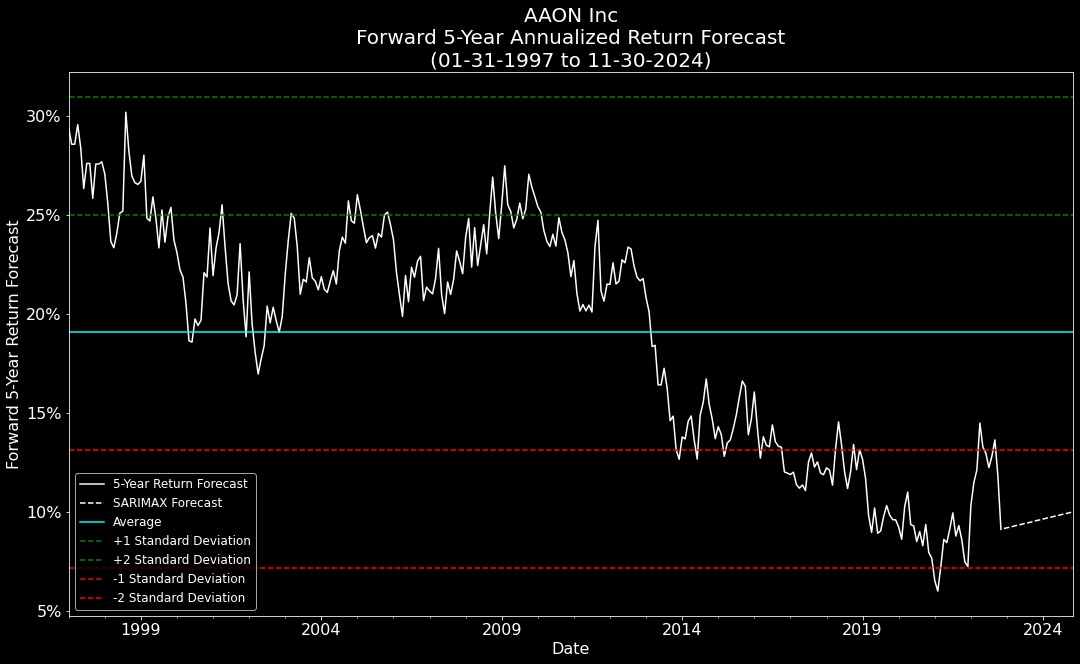 AAON Inc
Forward 5-Year Annualized Return Forecast
(01-31-1997 to 11-30-2024)
Forward 5-Year Return Forecast
30%
25%
20%
15%
10%
5%
5-Year Return Forecast
SARIMAX Forecast
Average
+1 Standard Deviation
+2 Standard Deviation
-1 Standard Deviation
-2 Standard Deviation
1999
2004
2009
2014
2019
2024
Date